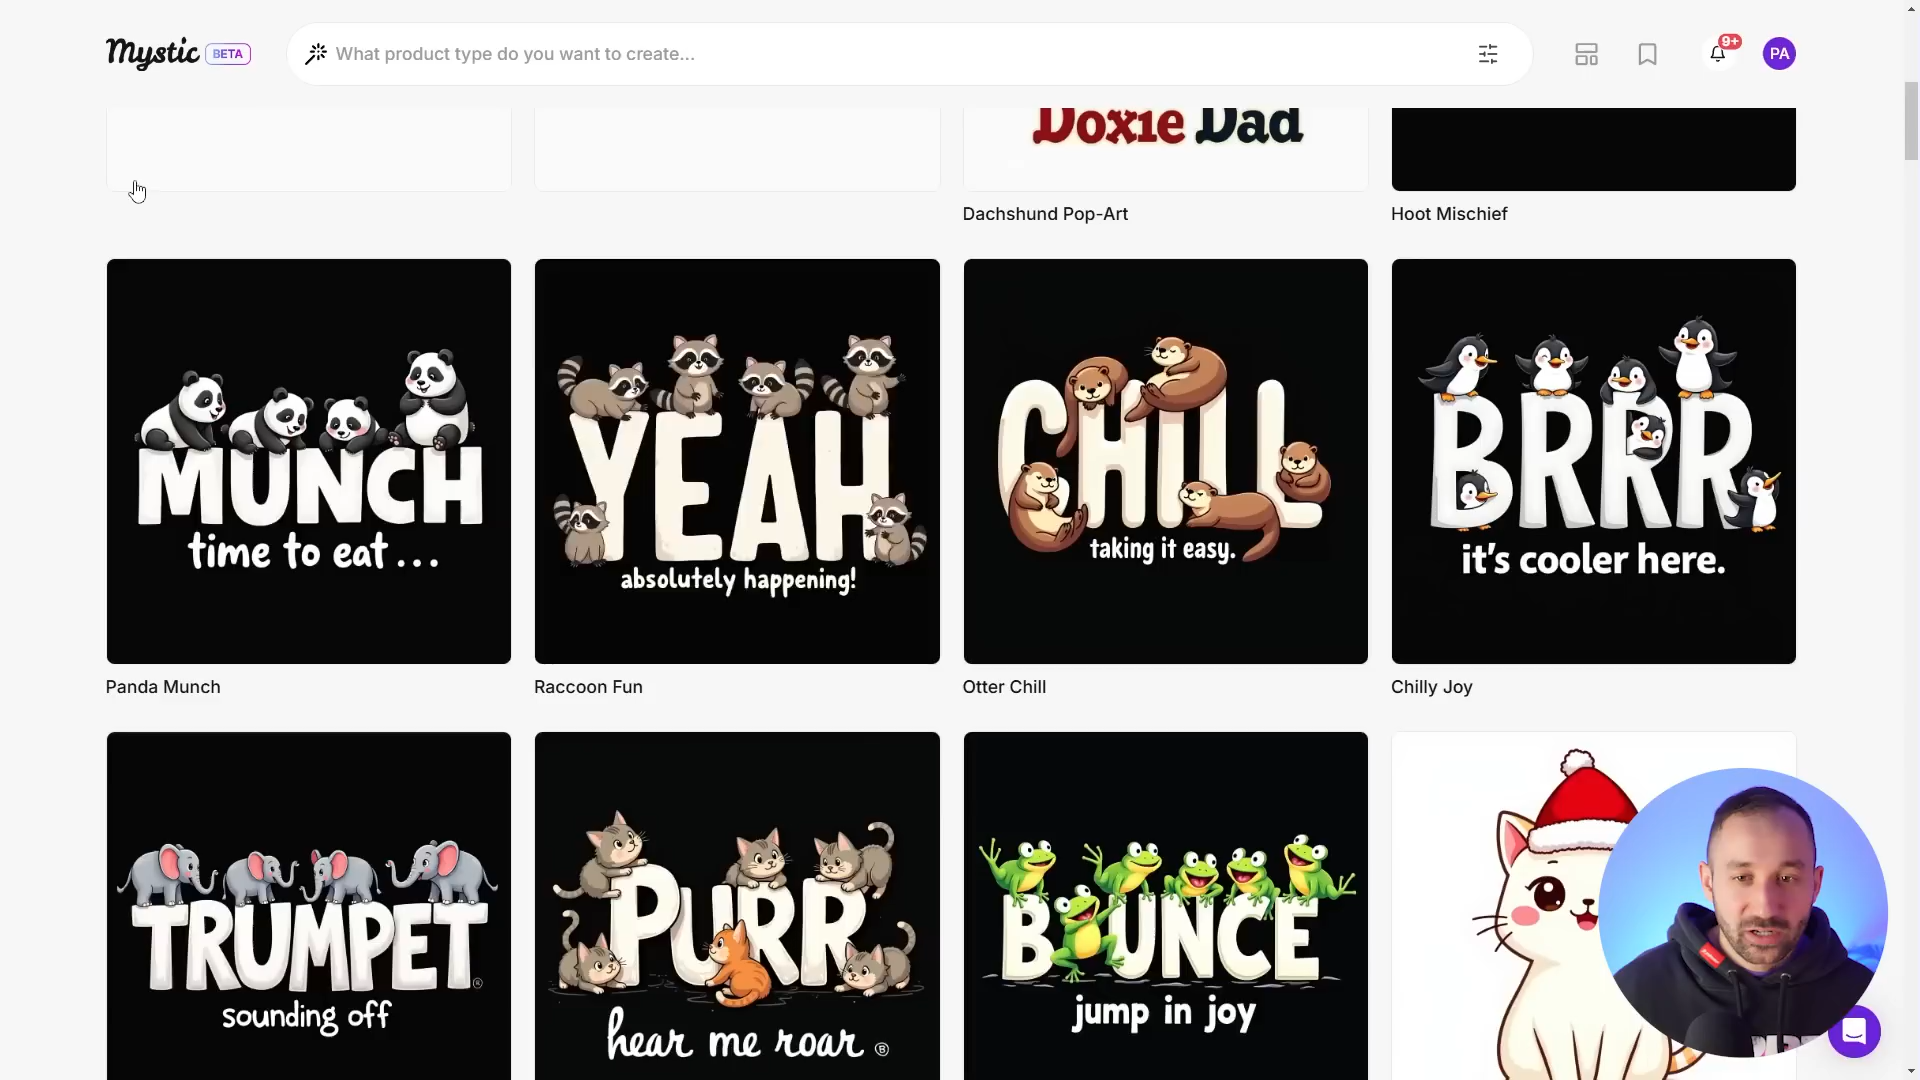 Mystic BETA
What product type do you want to create...
9+
PA
Doxie Dad
Dachshund Pop-Art
Hoot Mischief
MUNCH
time to eat...
Panda Munch
YEAH
absolutely happening!
Raccoon Fun
CHILL
taking it easy.
Otter Chill
BRRR
it's cooler here.
Chilly Joy
TRUMPET
sounding off
PURR
hear me roar
BOUNCE
jump in joy